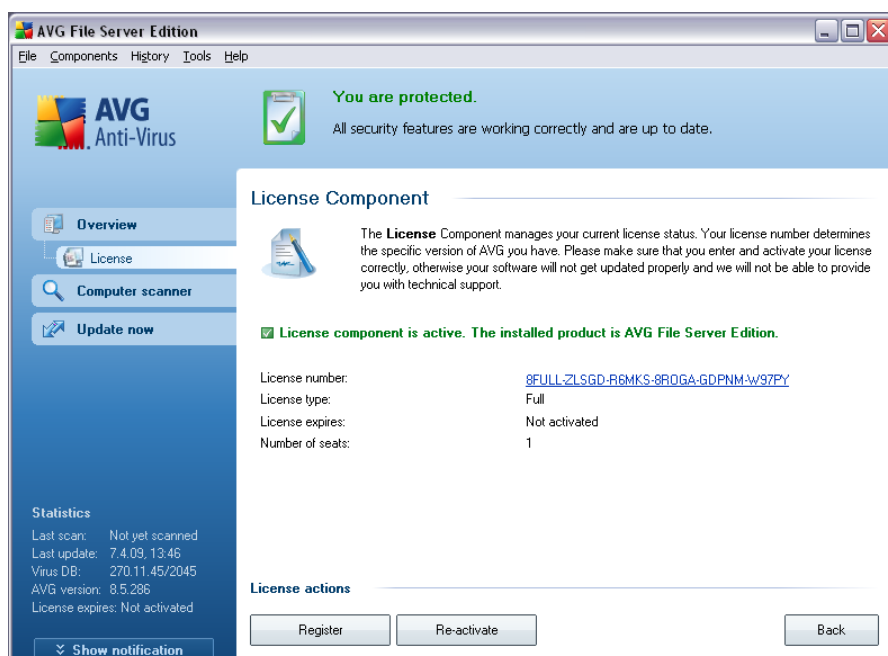 AVG File Server Edition
File Components History Tools Help
AVG
Anti-Virus
You are protected.
All security features are working correctly and are up to date.
Overview
License
Computer scanner
Update now
License Component
The License Component manages your current license status. Your license number determines
the specific version of AVG you have. Please make sure that you enter and activate your license
correctly, otherwise your software will not get updated properly and we will not be able to provide
you with technical support.
License component is active. The installed product is AVG File Server Edition.
License number: 8FULL-ZLSGD-R6MKS-8ROGA-GDPNM-W97PY
License type: Full
License expires: Not activated
Number of seats: 1
Statistics
Last scan: Not yet scanned
Last update: 7.4.09, 13:46
Virus DB: 270.11.45/2045
AVG version: 8.5.286
License expires: Not activated
Show notification
License actions
Register Re-activate Back